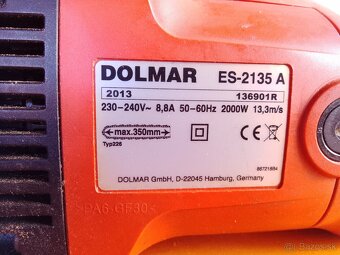 DOLMAR ES-2135 A
2013 136901R
230-240V~ 8,8A 50-60Hz 2000W 13,3m/s
max.350mm
Typ226
DOLMAR GmbH, D-22045 Hamburg, Germany
>PA6-GF30<